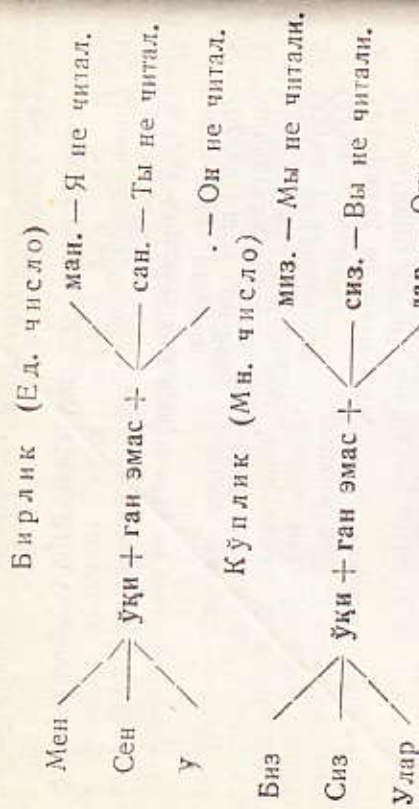 Бирлик (Ед. число)
Мен ман. — Я не читал.
Сен ўқи + ган эмас + сан. — Ты не читал.
У . — Он не читал.
Кўплик (Мн. число)
Биз миз. — Мы не читали.
Сиз ўқи + ган эмас + сиз. — Вы не читали.
Улар